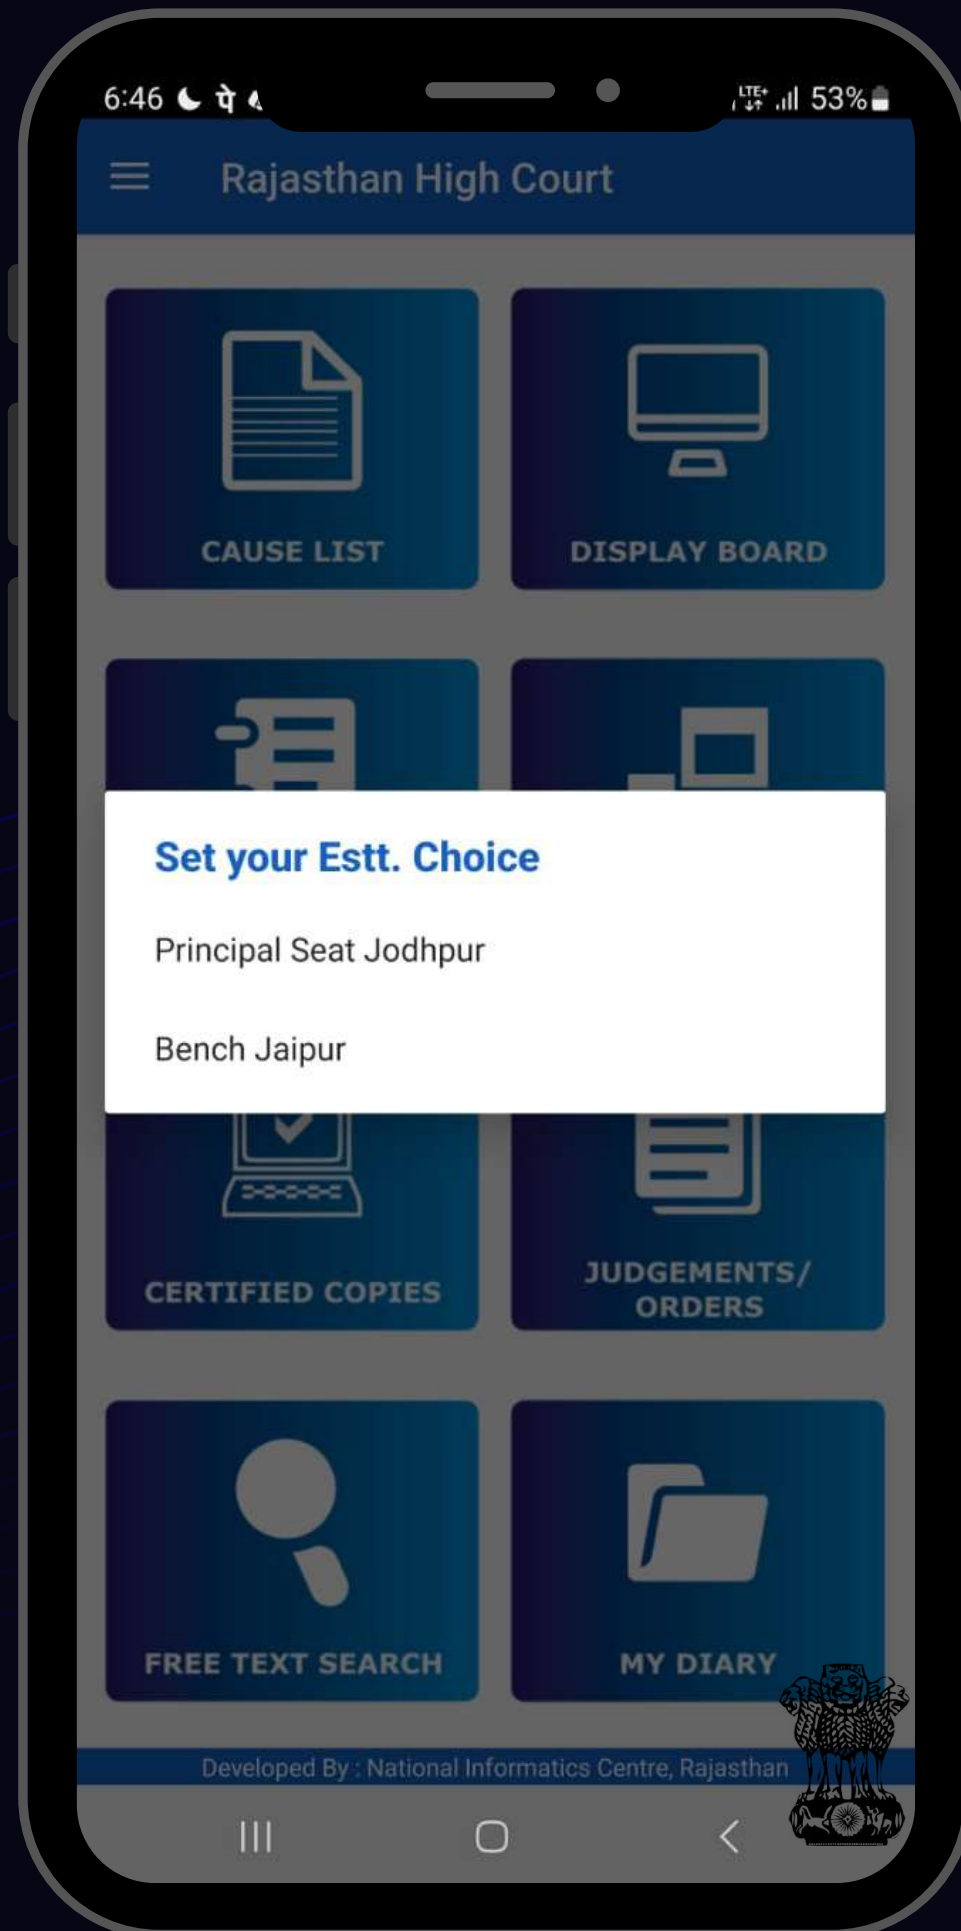 6:46 पे LTE+ 53%
Rajasthan High Court
CAUSE LIST
DISPLAY BOARD
Set your Estt. Choice
Principal Seat Jodhpur
Bench Jaipur
CERTIFIED COPIES
JUDGEMENTS/
ORDERS
FREE TEXT SEARCH
MY DIARY
Developed By : National Informatics Centre, Rajasthan